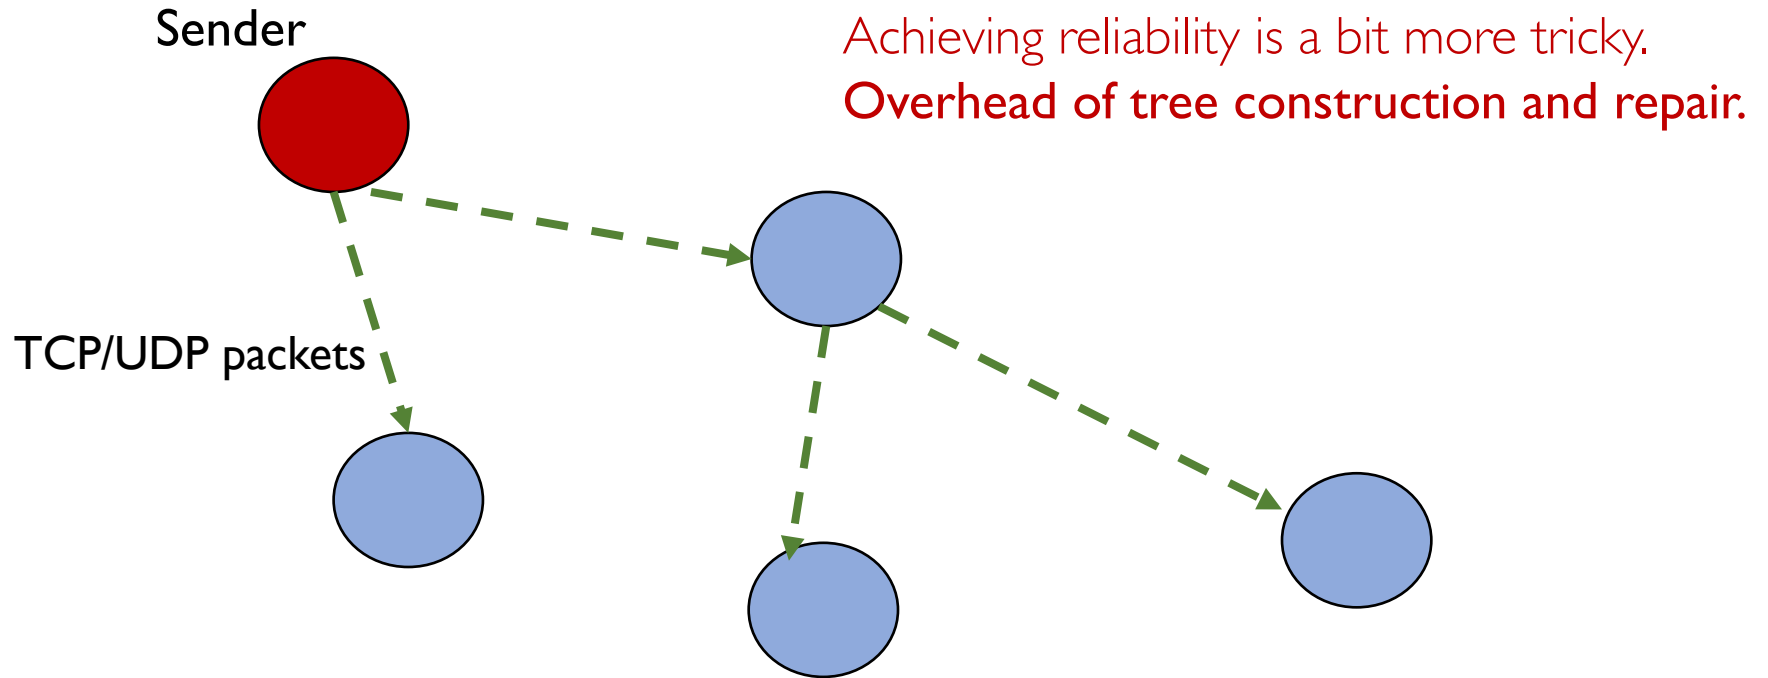 Sender
Achieving reliability is a bit more tricky.
Overhead of tree construction and repair.
TCP/UDP packets